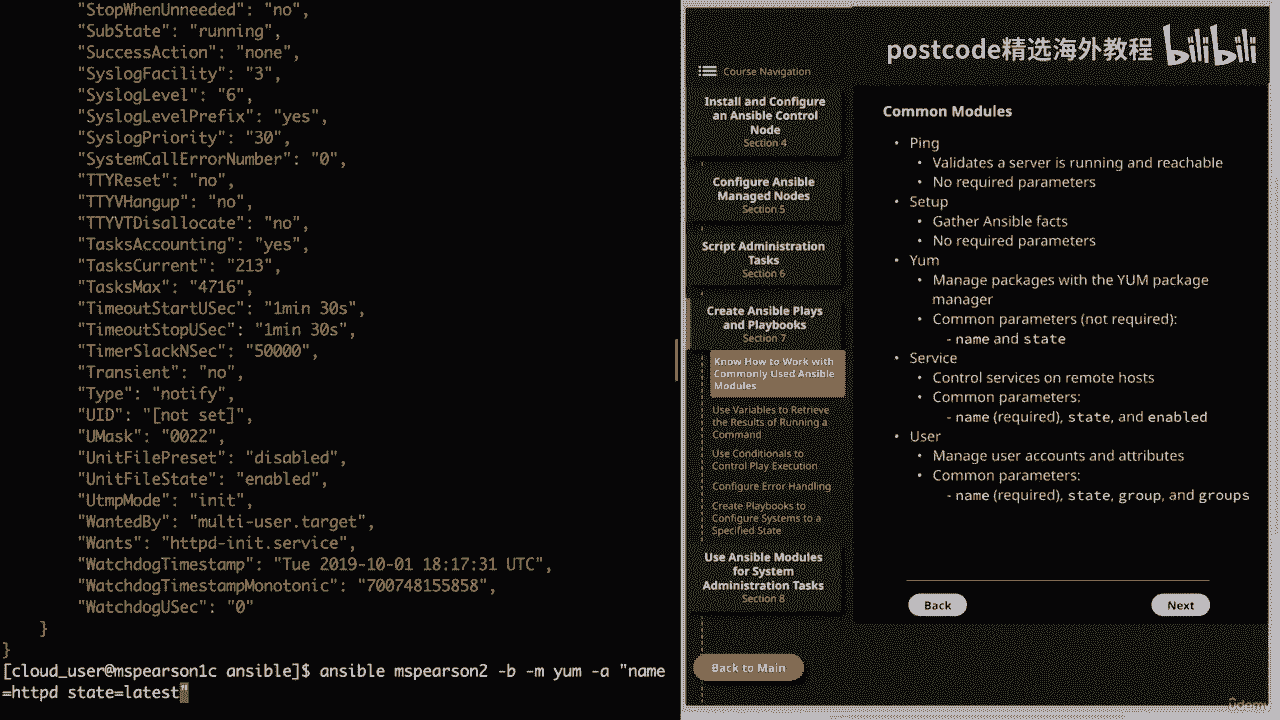 "StopWhenUnneeded": "no",
"SubState": "running",
"SuccessAction": "none",
"SyslogFacility": "3",
"SyslogLevel": "6",
"SyslogLevelPrefix": "yes",
"SyslogPriority": "30",
"SystemCallErrorNumber": "0",
"TTYReset": "no",
"TTYVHangup": "no",
"TTYVTDisallocate": "no",
"TasksAccounting": "yes",
"TasksCurrent": "213",
"TasksMax": "4716",
"TimeoutStartUSec": "1min 30s",
"TimeoutStopUSec": "1min 30s",
"TimerSlackNSec": "50000",
"Transient": "no",
"Type": "notify",
"UID": "[not set]",
"UMask": "0022",
"UnitFilePreset": "disabled",
"UnitFileState": "enabled",
"UtmpMode": "init",
"WantedBy": "multi-user.target",
"Wants": "httpd-init.service",
"WatchdogTimestamp": "Tue 2019-10-01 18:17:31 UTC",
"WatchdogTimestampMonotonic": "700748155858",
"WatchdogUSec": "0"
}
}
[cloud_user@mspearson1c ansible]$ ansible mspearson2 -b -m yum -a "name
=httpd state=latest"
postcode精选海外教程 bilibili
Course Navigation
Install and Configure
an Ansible Control
Node
Section 4
Configure Ansible
Managed Nodes
Section 5
Script Administration
Tasks
Section 6
Create Ansible Plays
and Playbooks
Section 7
Know How to Work with
Commonly Used Ansible
Modules
Use Variables to Retrieve
the Results of Running a
Command
Use Conditionals to
Control Play Execution
Configure Error Handling
Create Playbooks to
Configure Systems to a
Specified State
Use Ansible Modules
for System
Administration Tasks
Section 8
Back to Main
Common Modules
• Ping
• Validates a server is running and reachable
• No required parameters
• Setup
• Gather Ansible facts
• No required parameters
• Yum
• Manage packages with the YUM package
manager
• Common parameters (not required):
- name and state
• Service
• Control services on remote hosts
• Common parameters:
- name (required), state, and enabled
• User
• Manage user accounts and attributes
• Common parameters:
- name (required), state, group, and groups
Back
Next
ûdemy